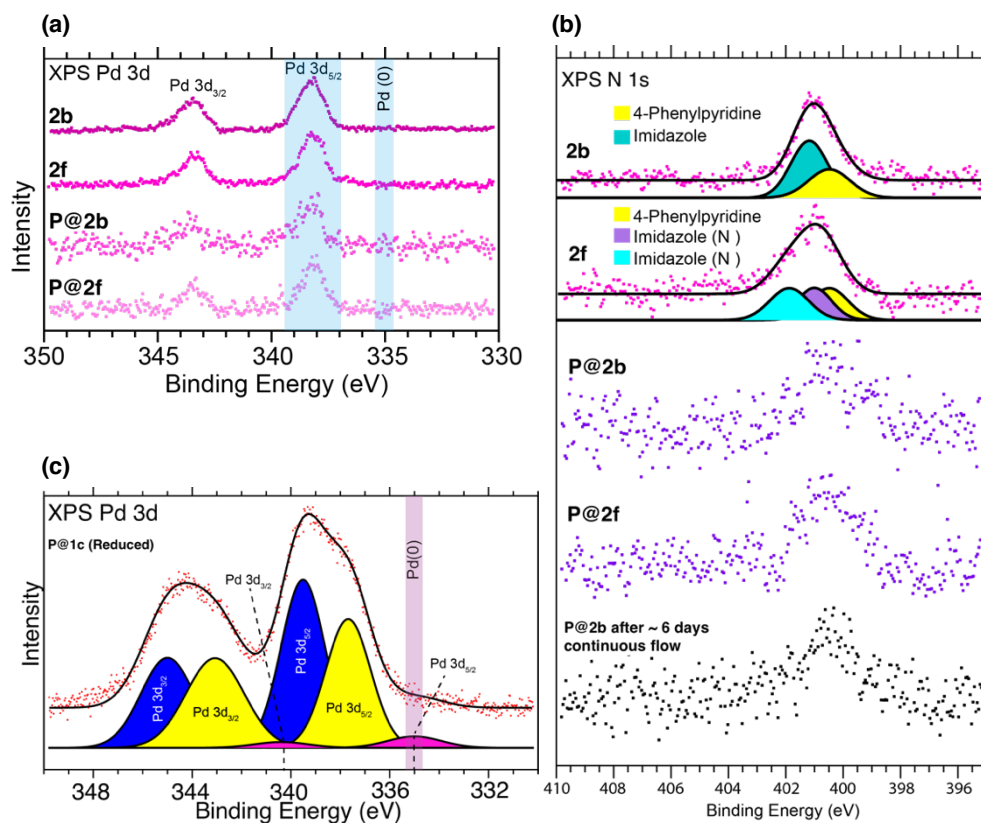 (a)
XPS Pd 3d
Pd 3d3/2
Pd 3d5/2
Pd (0)
2b
2f
P@2b
P@2f
Intensity
350 345 340 335 330
Binding Energy (eV)
(b)
XPS N 1s
4-Phenylpyridine
Imidazole
2b
4-Phenylpyridine
Imidazole (N )
Imidazole (N )
2f
P@2b
P@2f
P@2b after ~ 6 days
continuous flow
410 408 406 404 402 400 398 396
Binding Energy (eV)
(c)
XPS Pd 3d
P@1c (Reduced)
Pd 3d3/2
Pd(0)
Pd 3d5/2
Pd 3d3/2
Pd 3d3/2
Pd 3d5/2
Pd 3d5/2
Intensity
348 344 340 336 332
Binding Energy (eV)